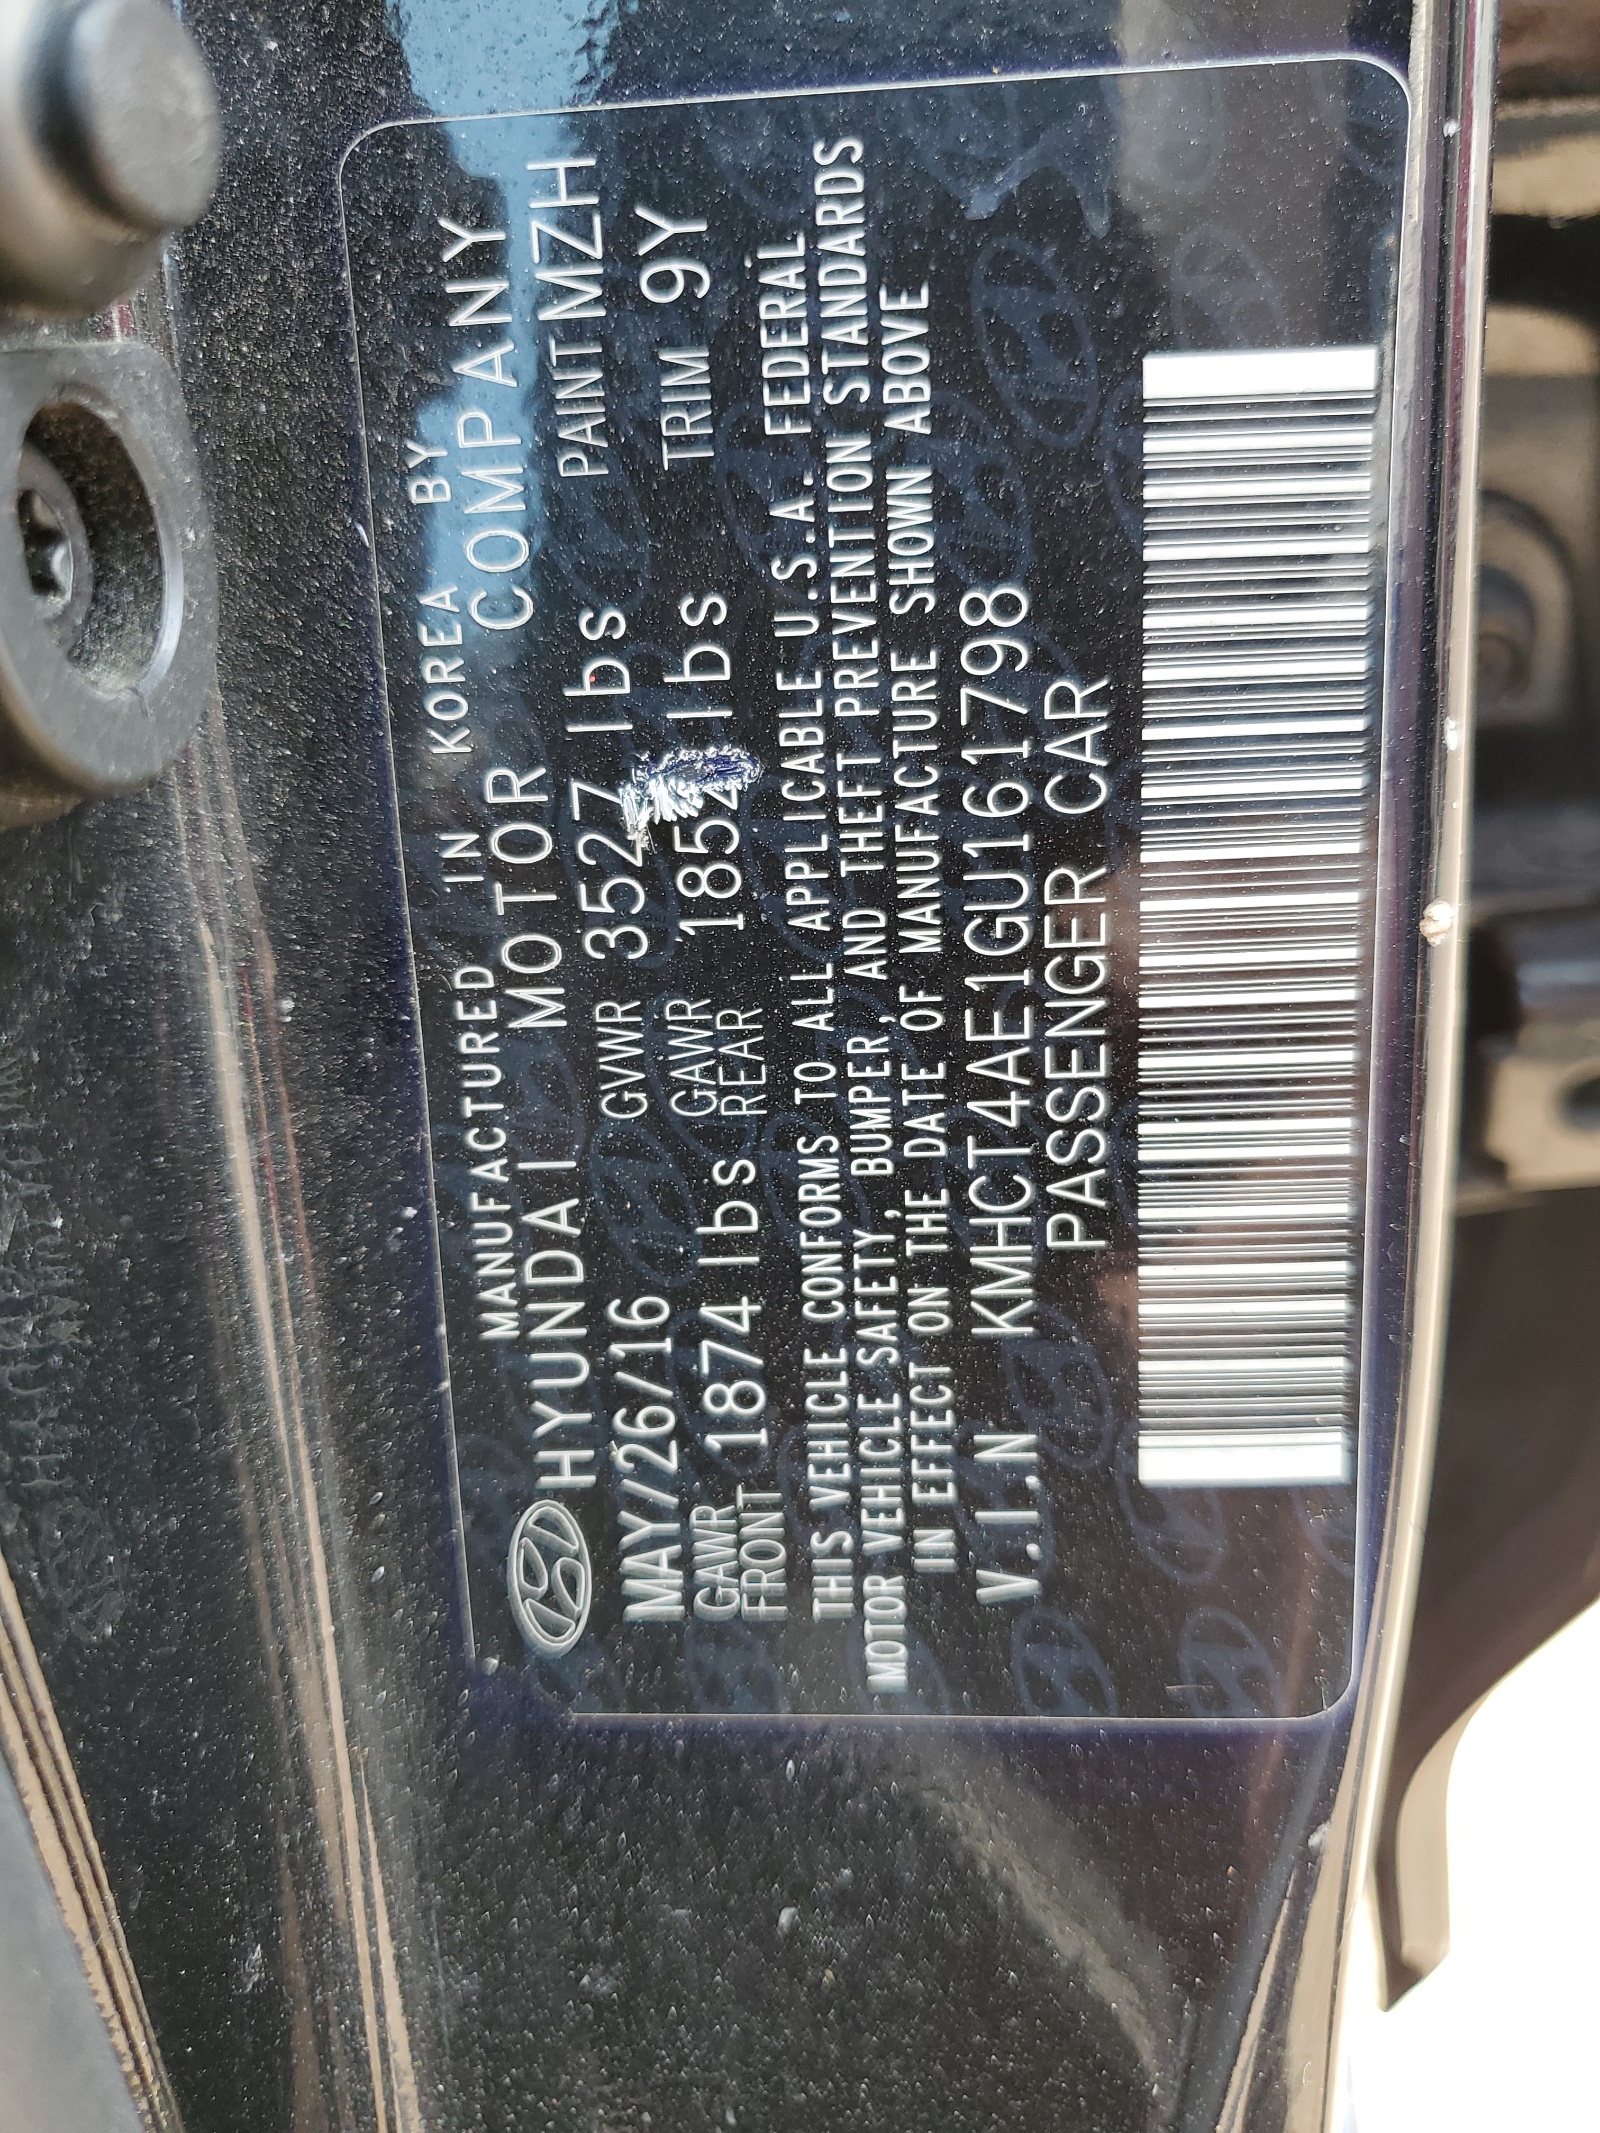 MANUFACTURED IN KOREA BY
HYUNDAI MOTOR COMPANY
MAY/26/16 GVWR 3527 lbs PAINT MZH
GAWR FRONT 1874 lbs GAWR REAR 1852 lbs TRIM 9Y
THIS VEHICLE CONFORMS TO ALL APPLICABLE U.S.A. FEDERAL
MOTOR VEHICLE SAFETY, BUMPER, AND THEFT PREVENTION STANDARDS
IN EFFECT ON THE DATE OF MANUFACTURE SHOWN ABOVE
V.I.N KMHCT4AE1GU161798
PASSENGER CAR